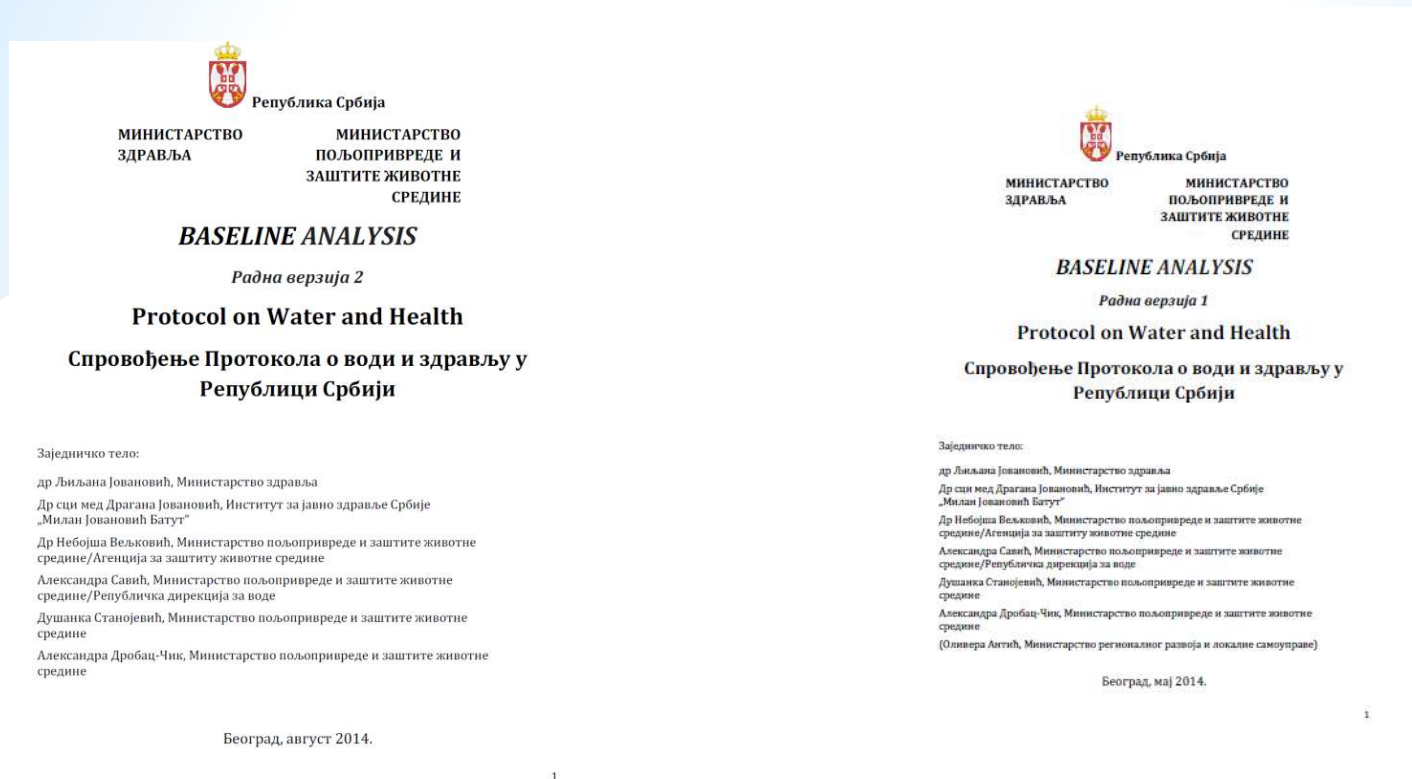 Република Србија
МИНИСТАРСТВО
ЗДРАВЉА
МИНИСТАРСТВО
ПОЉОПРИВРЕДЕ И
ЗАШТИТЕ ЖИВОТНЕ
СРЕДИНЕ
BASELINE ANALYSIS
Радна верзија 2
Protocol on Water and Health
Спровођење Протокола о води и здрављу у
Републици Србији
Заједничко тело:
др Љиљана Јовановић, Министарство здравља
Др сци мед Драгана Јовановић, Институт за јавно здравље Србије
„Милан Јовановић Батут“
Др Небојша Вељковић, Министарство пољопривреде и заштите животне
средине/Агенција за заштиту животне средине
Александра Савић, Министарство пољопривреде и заштите животне
средине/Републичка дирекција за воде
Душанка Станојевић, Министарство пољопривреде и заштите животне
средине
Александра Дробац-Чик, Министарство пољопривреде и заштите животне
средине
Београд, август 2014.
1
Република Србија
МИНИСТАРСТВО
ЗДРАВЉА
МИНИСТАРСТВО
ПОЉОПРИВРЕДЕ И
ЗАШТИТЕ ЖИВОТНЕ
СРЕДИНЕ
BASELINE ANALYSIS
Радна верзија 1
Protocol on Water and Health
Спровођење Протокола о води и здрављу у
Републици Србији
Заједничко тело:
др Љиљана Јовановић, Министарство здравља
Др сци мед Драгана Јовановић, Институт за јавно здравље Србије
„Милан Јовановић Батут“
Др Небојша Вељковић, Министарство пољопривреде и заштите животне
средине/Агенција за заштиту животне средине
Александра Савић, Министарство пољопривреде и заштите животне
средине/Републичка дирекција за воде
Душанка Станојевић, Министарство пољопривреде и заштите животне
средине
Александра Дробац-Чик, Министарство пољопривреде и заштите животне
средине
(Оливера Антић, Министарство регионалног развоја и локалне самоуправе)
Београд, мај 2014.
1